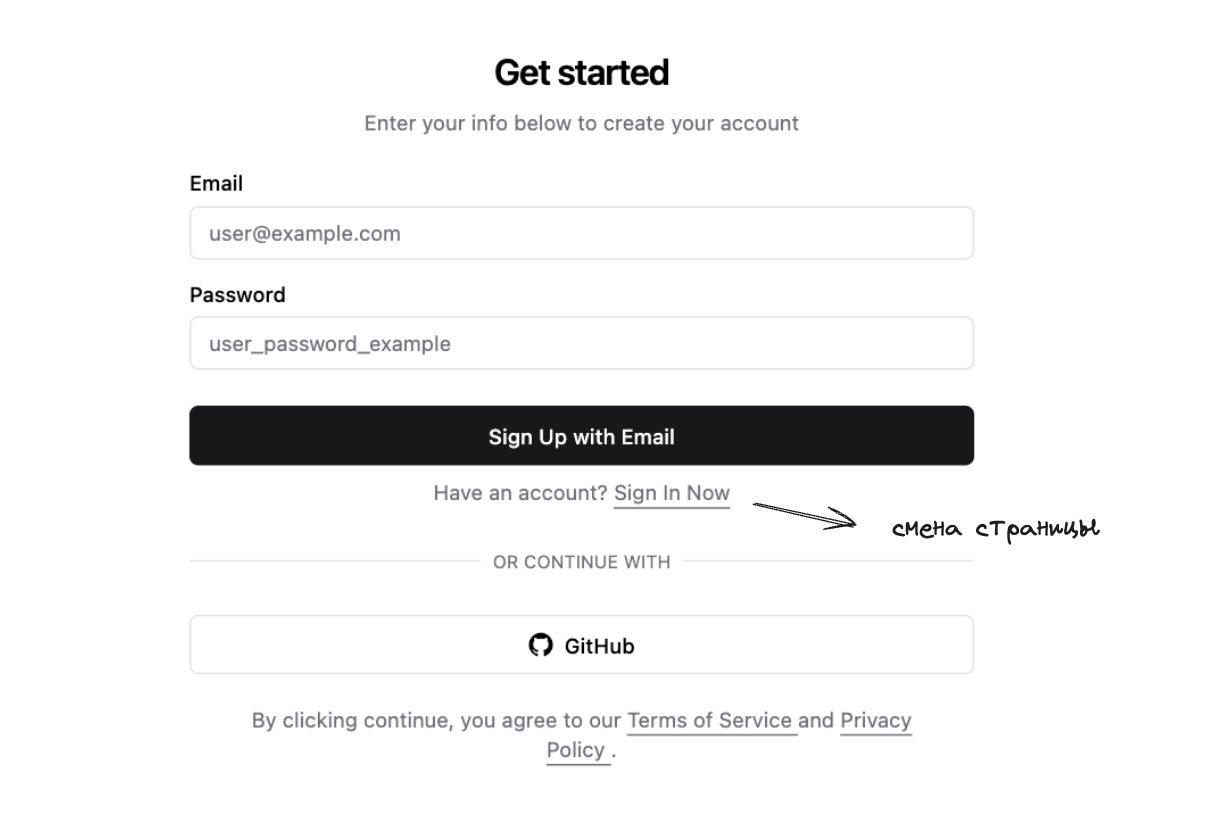 Get started
Enter your info below to create your account
Email
user@example.com
Password
user_password_example
Sign Up with Email
Have an account? Sign In Now
смена страницы
OR CONTINUE WITH
GitHub
By clicking continue, you agree to our Terms of Service and Privacy
Policy .